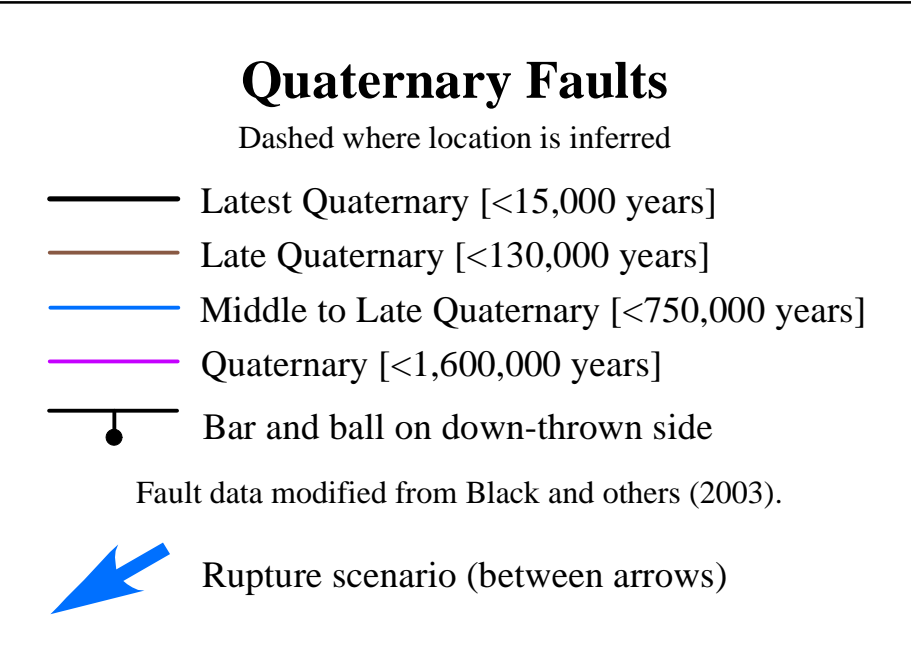 Quaternary Faults
Dashed where location is inferred
Latest Quaternary [<15,000 years]
Late Quaternary [<130,000 years]
Middle to Late Quaternary [<750,000 years]
Quaternary [<1,600,000 years]
Bar and ball on down-thrown side
Fault data modified from Black and others (2003).
Rupture scenario (between arrows)